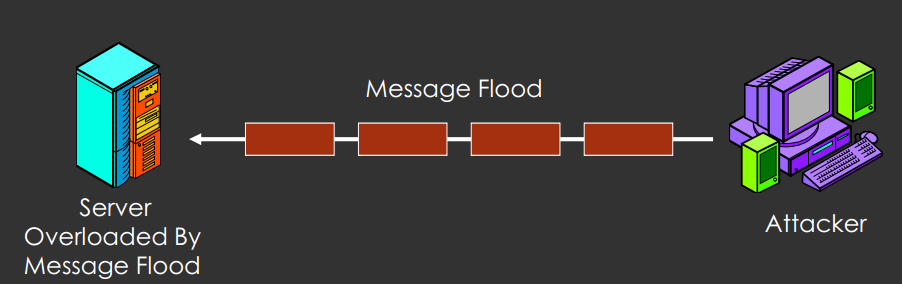 Message Flood
Server
Overloaded By
Message Flood
Attacker